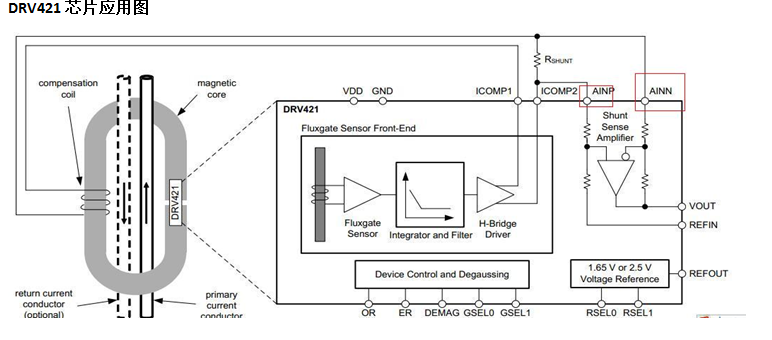 DRV421 芯片应用图
RSHUNT
compensation
coil
magnetic
core
VDD
GND
ICOMP1
ICOMP2
AINP
AINN
DRV421
Shunt
Sense
Amplifier
Fluxgate Sensor Front-End
DRV421
Fluxgate
Sensor
Integrator and Filter
H-Bridge
Driver
VOUT
REFIN
Device Control and Degaussing
1.65 V or 2.5 V
Voltage Reference
REFOUT
return current
conductor
(optional)
primary
current
conductor
OR
ER
DEMAG
GSEL0
GSEL1
RSEL0
RSEL1